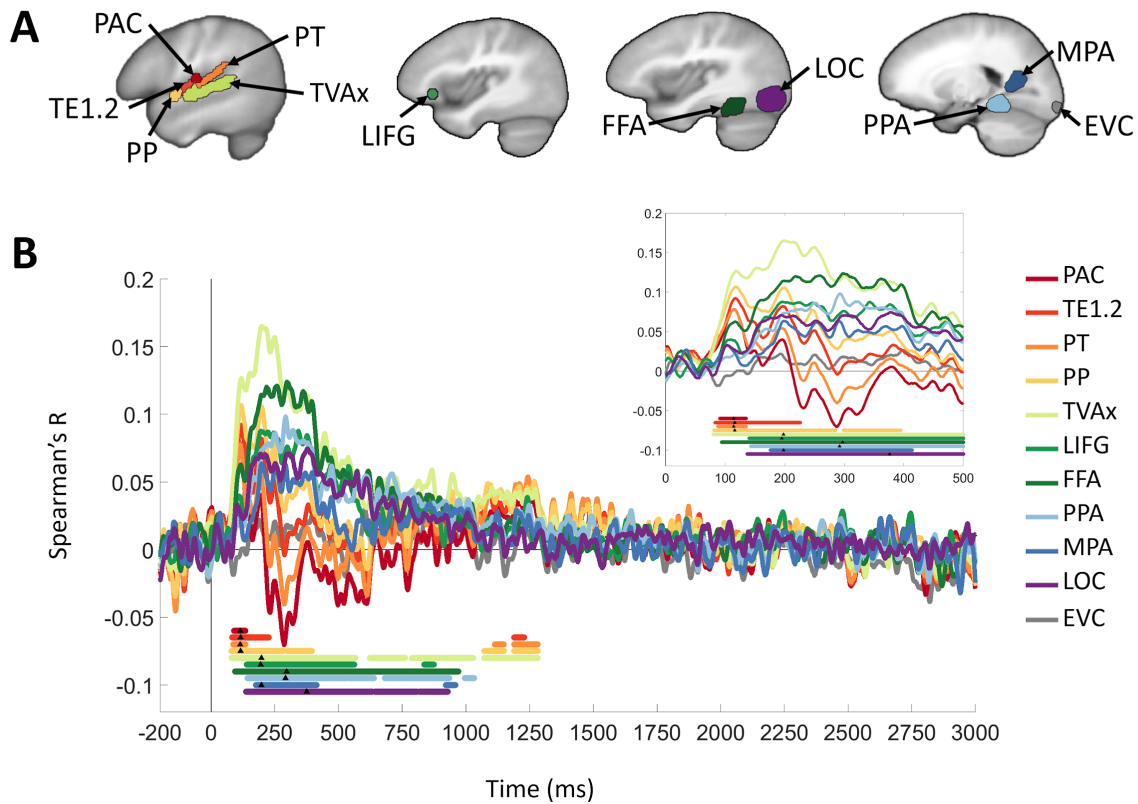 A
PAC
PT
TE1.2
TVAx
PP
LIFG
LOC
FFA
MPA
PPA
EVC
B
0.2
0.15
0.1
0.05
0
-0.05
-0.1
0 100 200 300 400 500
Spearman's R
0.2
0.15
0.1
0.05
0
-0.05
-0.1
-200 0 250 500 750 1000 1250 1500 1750 2000 2250 2500 2750 3000
Time (ms)
PAC
TE1.2
PT
PP
TVAx
LIFG
FFA
PPA
MPA
LOC
EVC